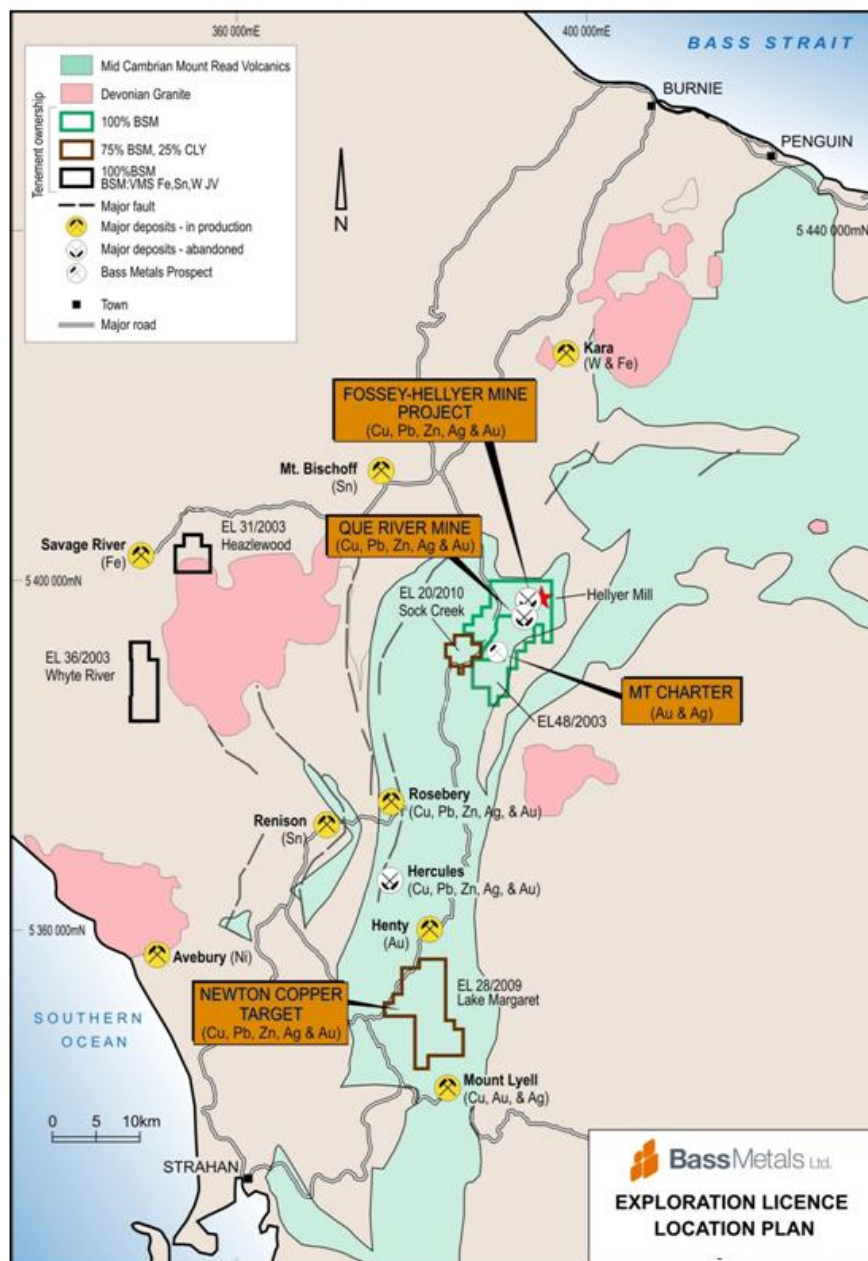 360 000mE
400 000mE
BASS STRAIT
Mid Cambrian Mount Read Volcanics
Devonian Granite
Tenement ownership
100% BSM
75% BSM, 25% CLY
100%BSM
BSM:VMS Fe,Sn,W JV
Major fault
Major deposits - in production
Major deposits - abandoned
Bass Metals Prospect
Town
Major road
N
BURNIE
PENGUIN
5 440 000mN
Kara
(W & Fe)
FOSSEY-HELLYER MINE
PROJECT
(Cu, Pb, Zn, Ag & Au)
Mt. Bischoff
(Sn)
QUE RIVER MINE
(Cu, Pb, Zn, Ag & Au)
EL 31/2003
Heazlewood
Savage River
(Fe)
5 400 000mN
EL 20/2010
Sock Creek
Hellyer Mill
EL 36/2003
Whyte River
MT CHARTER
(Au & Ag)
EL48/2003
Rosebery
(Cu, Pb, Zn, Ag, & Au)
Renison
(Sn)
Hercules
(Cu, Pb, Zn, Ag, & Au)
5 360 000mN
Henty
(Au)
Avebury (Ni)
EL 28/2009
Lake Margaret
NEWTON COPPER
TARGET
(Cu, Pb, Zn, Ag & Au)
SOUTHERN
OCEAN
Mount Lyell
(Cu, Au, & Ag)
0 5 10km
STRAHAN
BassMetals Ltd.
EXPLORATION LICENCE
LOCATION PLAN
-